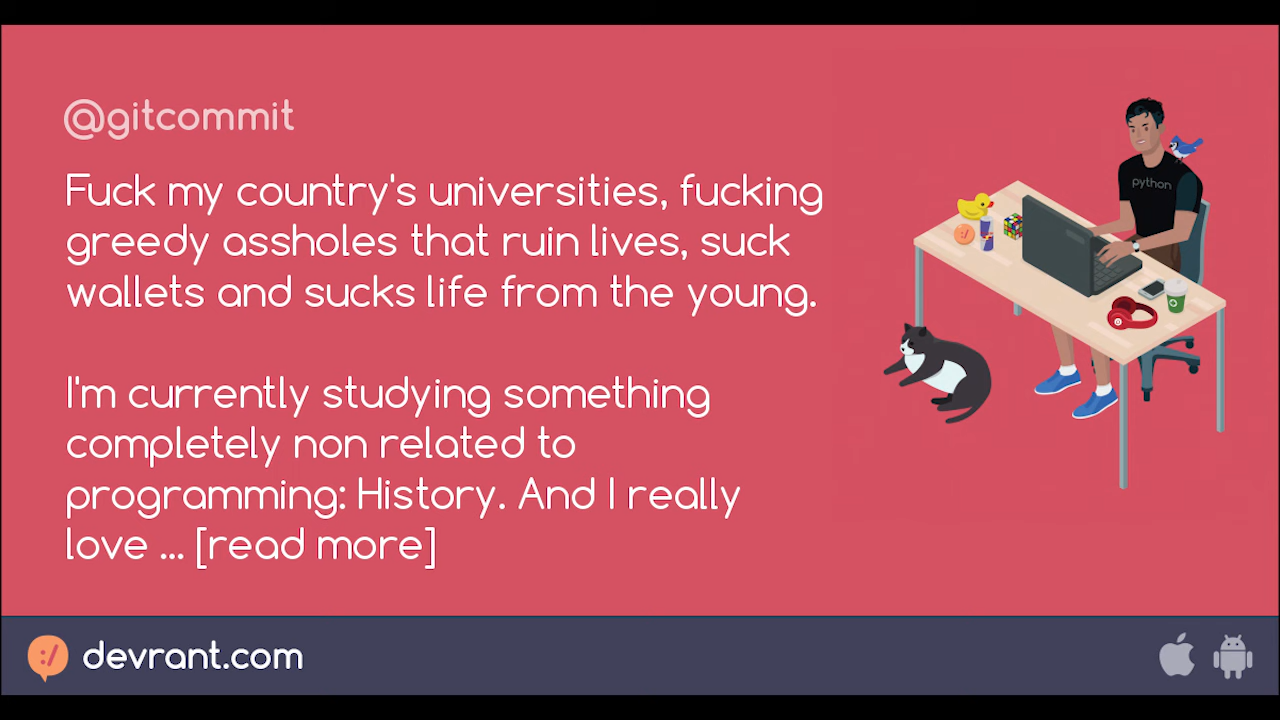 @gitcommit
Fuck my country's universities, fucking
greedy assholes that ruin lives, suck
wallets and sucks life from the young.
I'm currently studying something
completely non related to
programming: History. And I really
love ... [read more]
python
:/
:/ devrant.com